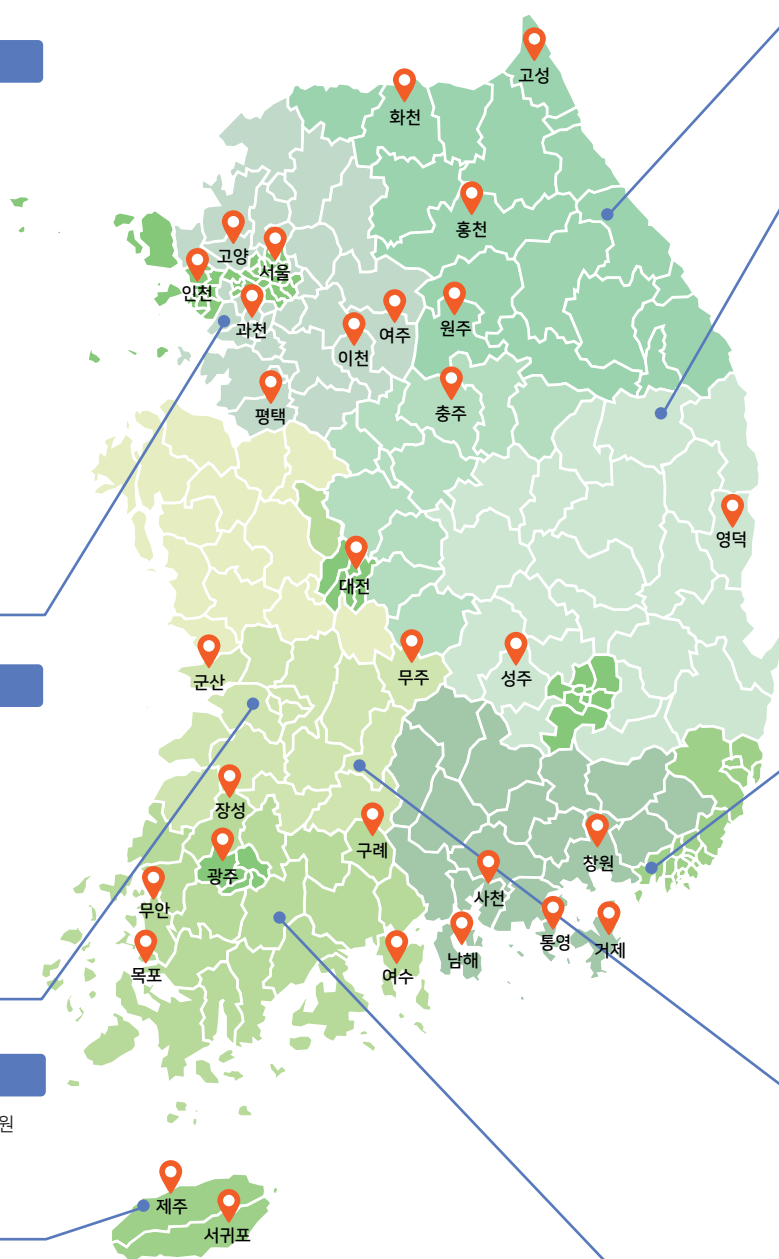 고성
화천
홍천
고양
서울
인천
과천
여주
원주
이천
평택
충주
영덕
대전
군산
무주
성주
장성
구례
창원
광주
사천
무안
통영
거제
남해
목포
여수
원
제주
서귀포